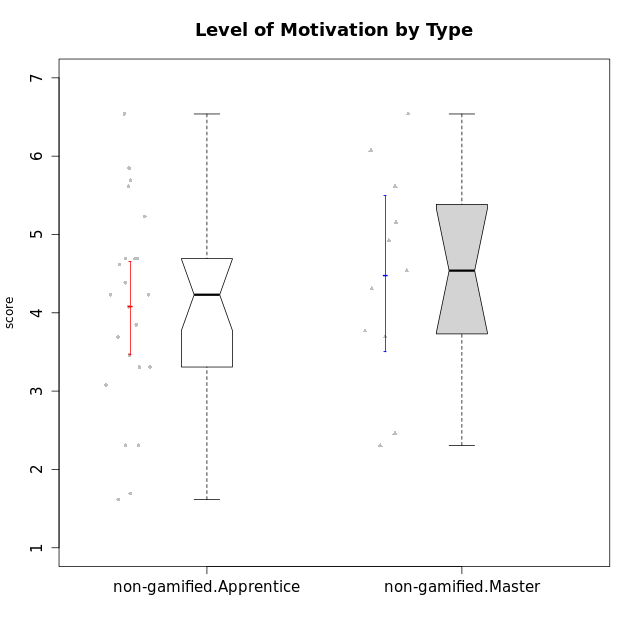 Level of Motivation by Type
7
6
5
4
3
2
1
score
non-gamified.Apprentice
non-gamified.Master